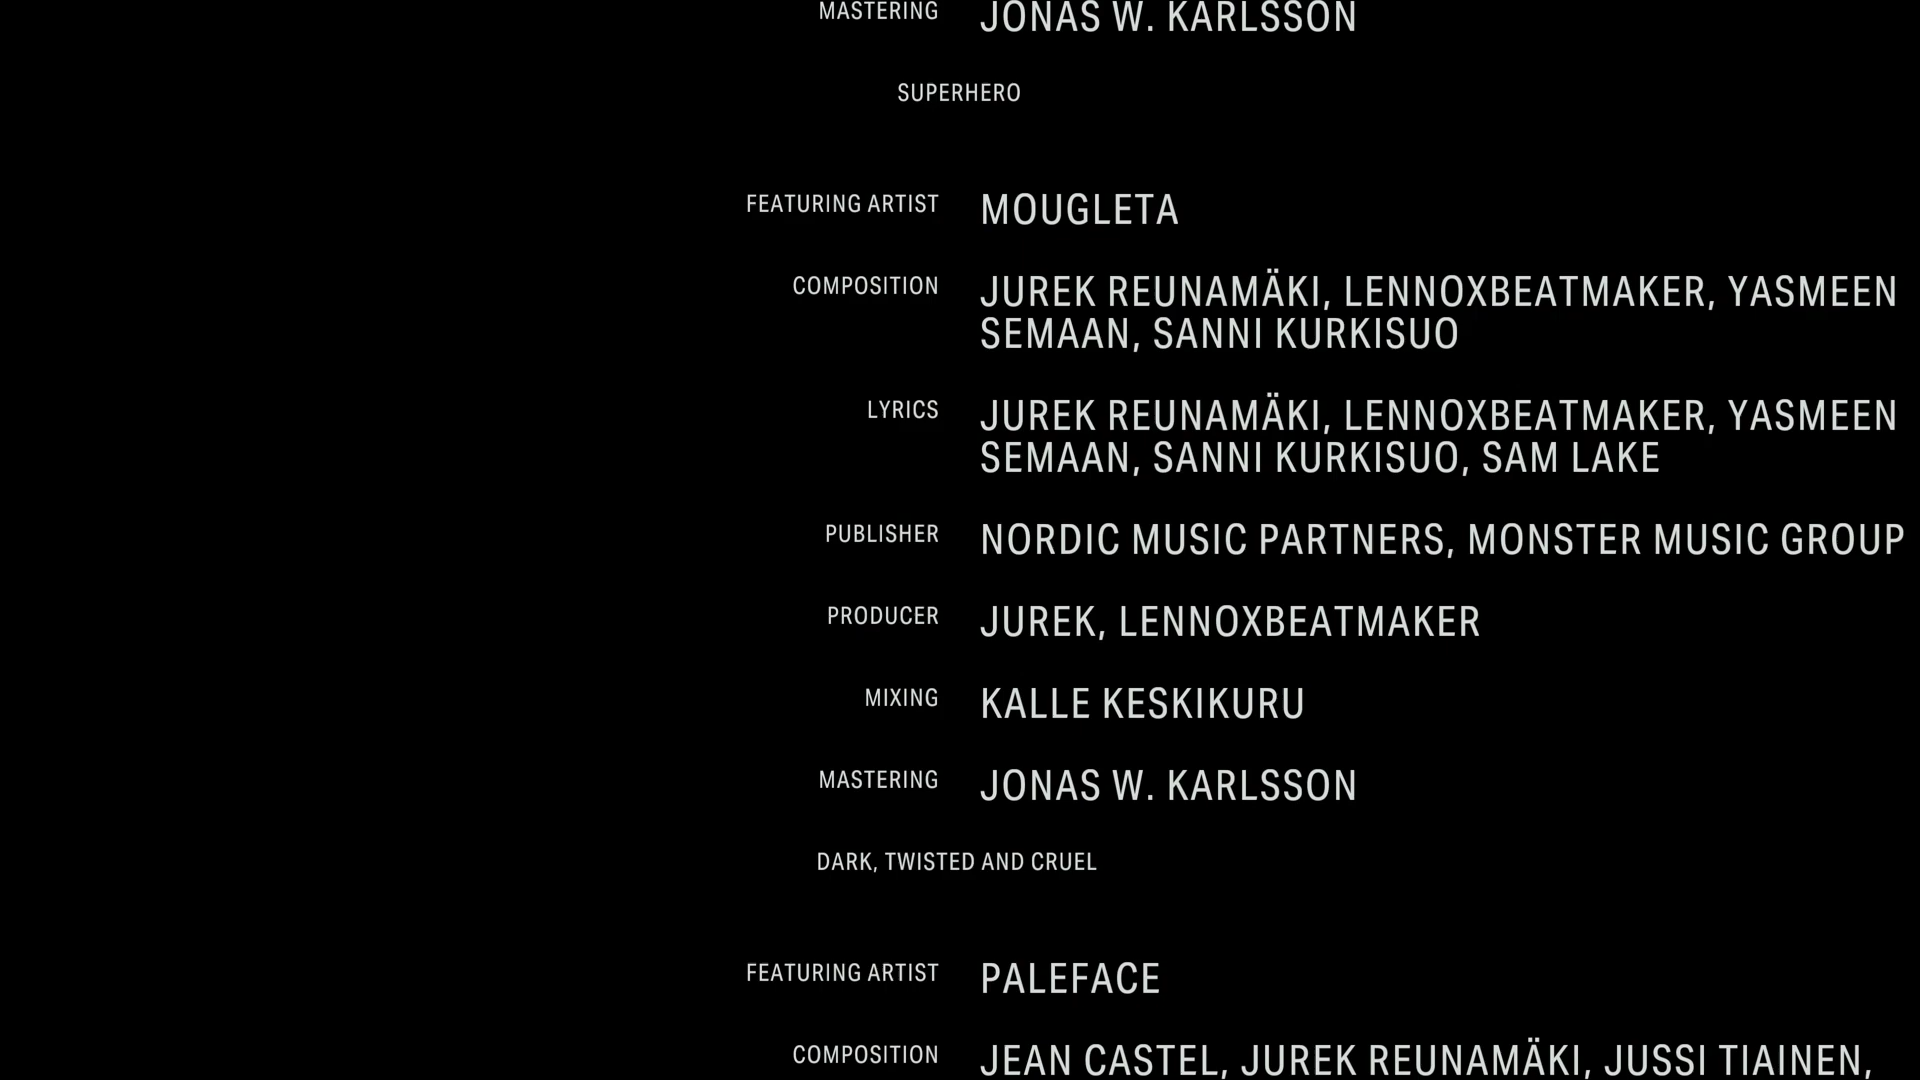 MASTERING JONAS W. KARLSSON
SUPERHERO
FEATURING ARTIST MOUGLETA
COMPOSITION JUREK REUNAMÄKI, LENNOXBEATMAKER, YASMEEN
SEMAAN, SANNI KURKISUO
LYRICS JUREK REUNAMÄKI, LENNOXBEATMAKER, YASMEEN
SEMAAN, SANNI KURKISUO, SAM LAKE
PUBLISHER NORDIC MUSIC PARTNERS, MONSTER MUSIC GROUP
PRODUCER JUREK, LENNOXBEATMAKER
MIXING KALLE KESKIKURU
MASTERING JONAS W. KARLSSON
DARK, TWISTED AND CRUEL
FEATURING ARTIST PALEFACE
COMPOSITION JEAN CASTEL, JUREK REUNAMÄKI, JUSSI TIAINEN,